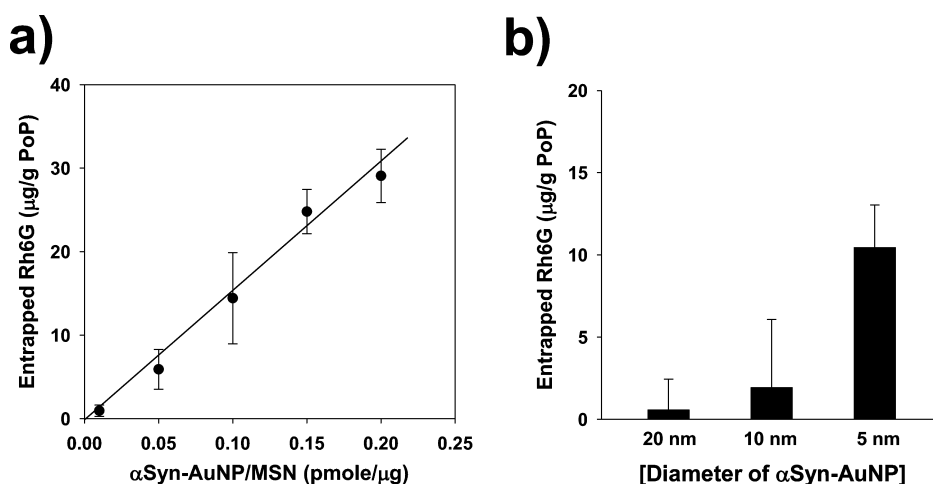 a)
Entrapped Rh6G (μg/g PoP)
40
30
20
10
0
0.00 0.05 0.10 0.15 0.20 0.25
αSyn-AuNP/MSN (pmole/μg)
b)
Entrapped Rh6G (μg/g PoP)
20
15
10
5
0
20 nm 10 nm 5 nm
[Diameter of αSyn-AuNP]